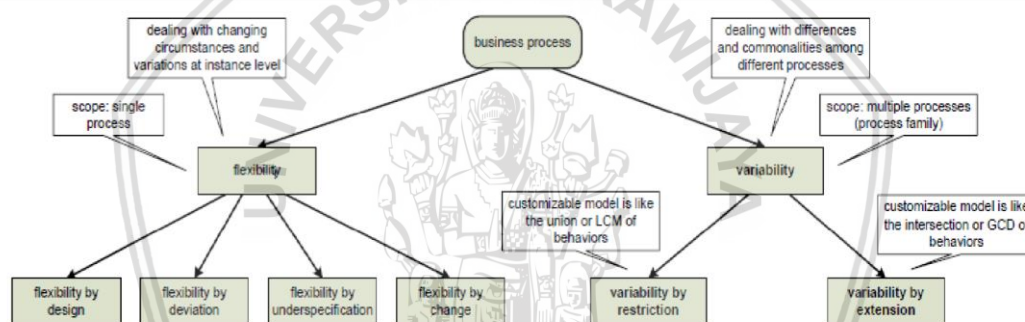 dealing with changing
circumstances and
variations at instance level
business process
dealing with differences
and commonalities among
different processes
scope: single
process
scope: multiple processes
(process family)
flexibility
variability
customizable model is like
the union or LCM of
behaviors
customizable model is like
the intersection or GCD o
behaviors
flexibility by
design
flexibility by
deviation
flexibility by
underspecification
flexibility by
change
variability by
restriction
variability by
extension
UNIVERS
AWIJAYA